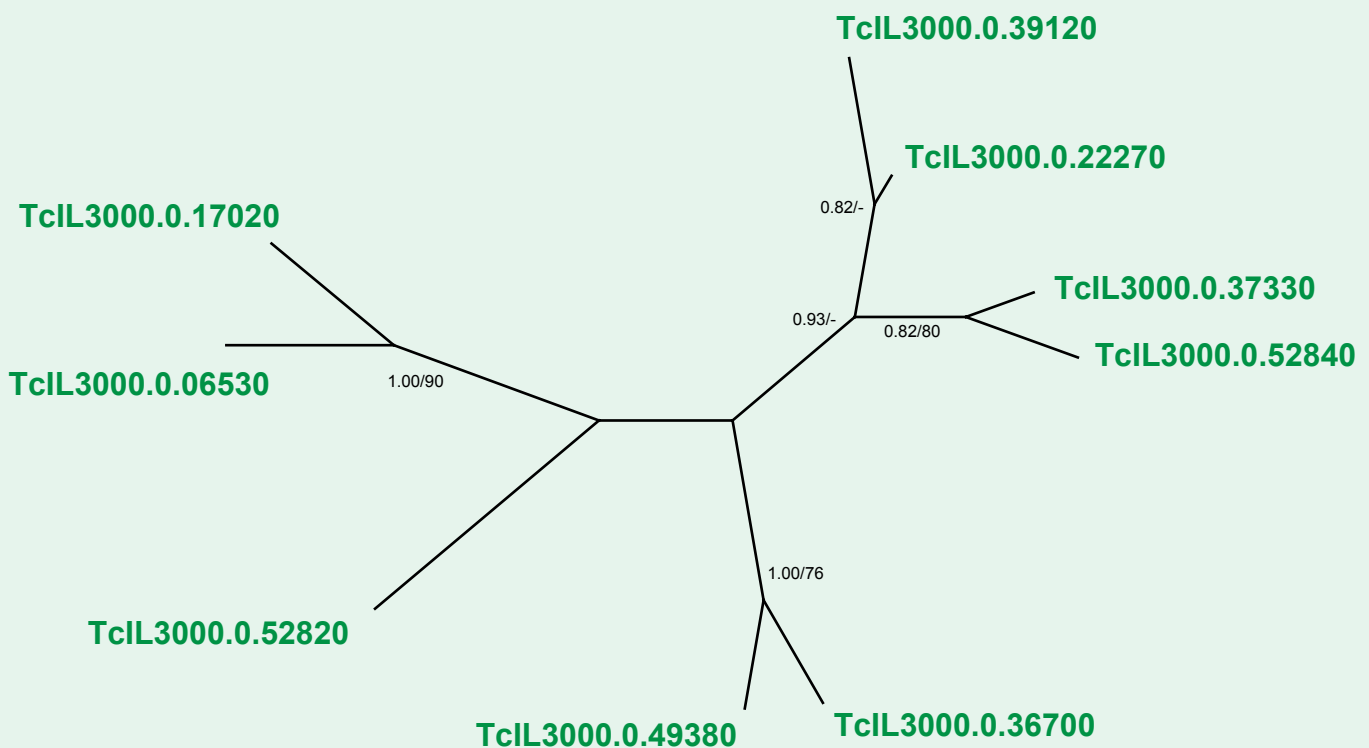 TcIL3000.0.39120
TcIL3000.0.22270
0.82/-
TcIL3000.0.17020
TcIL3000.0.37330
0.93/-
0.82/80
TcIL3000.0.52840
TcIL3000.0.06530
1.00/90
1.00/76
TcIL3000.0.52820
TcIL3000.0.36700
TcIL3000.0.49380